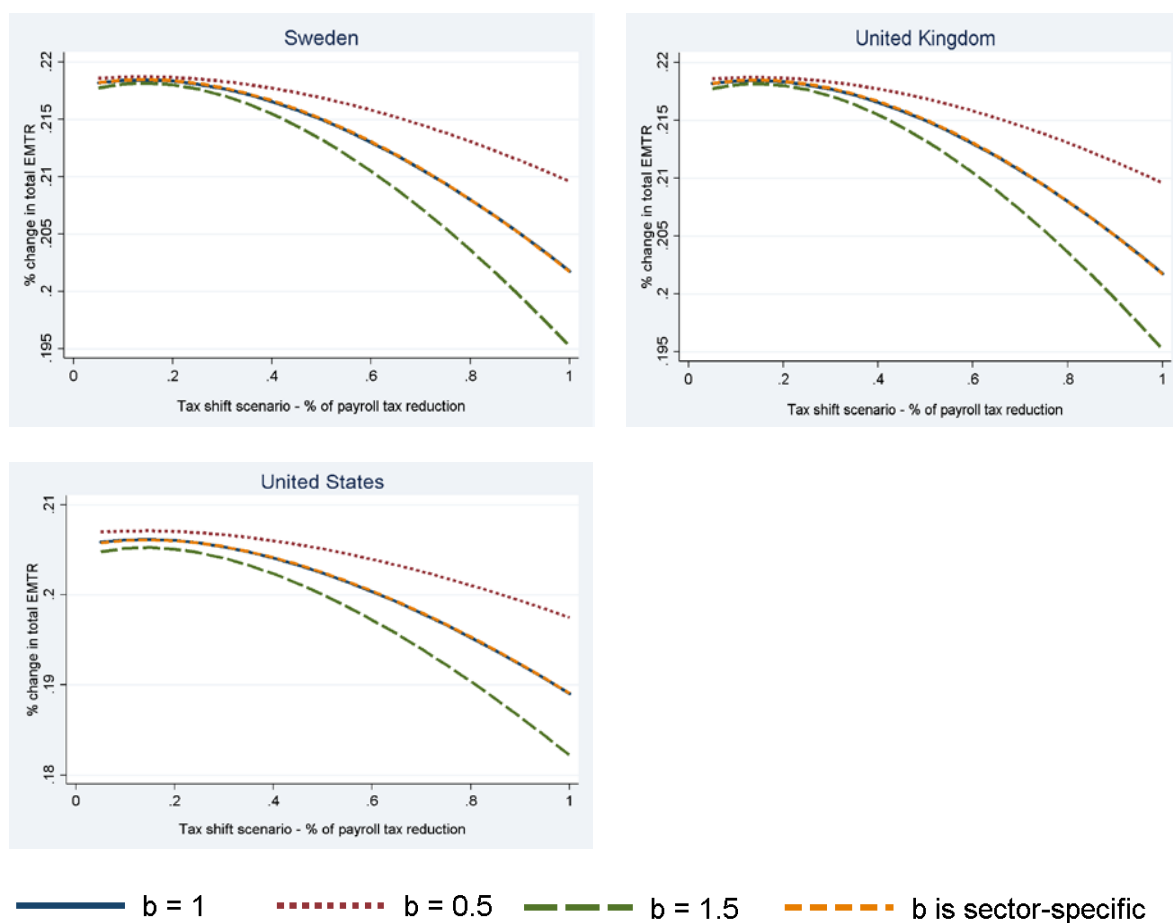 Sweden
% change in total EMTR
.22
.215
.21
.205
.2
.195
0 .2 .4 .6 .8 1
Tax shift scenario - % of payroll tax reduction
United Kingdom
% change in total EMTR
.22
.215
.21
.205
.2
.195
0 .2 .4 .6 .8 1
Tax shift scenario - % of payroll tax reduction
United States
% change in total EMTR
.21
.2
.19
.18
0 .2 .4 .6 .8 1
Tax shift scenario - % of payroll tax reduction
b = 1 b = 0.5 b = 1.5 b is sector-specific